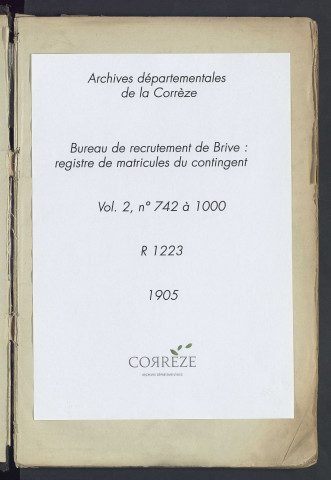 Archives départementales
de la Corrèze
Bureau de recrutement de Brive :
registre de matricules du contingent
Vol. 2, n° 742 à 1000
R 1223
1905
CORRÈZE